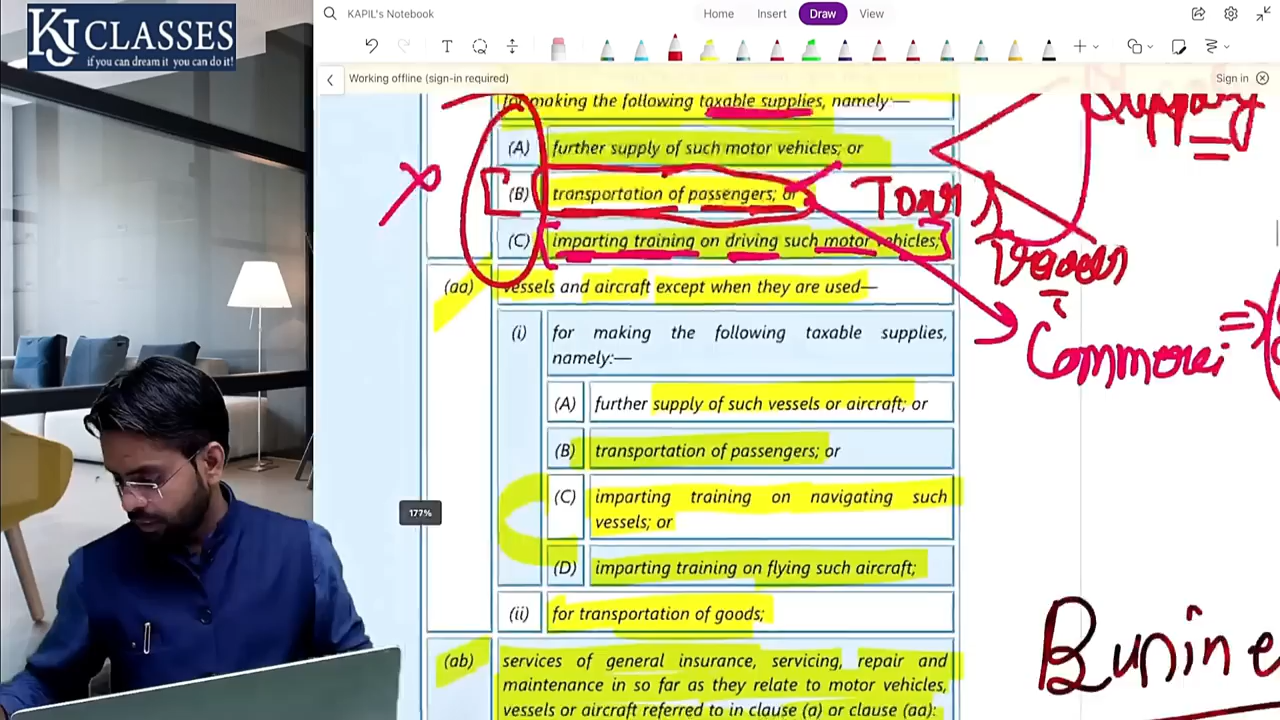 KJ CLASSES
if you can dream it you can do it!
KAPIL's Notebook
Home Insert Draw View
Working offline (sign-in required)
Sign in
for making the following taxable supplies, namely:—
(A) further supply of such motor vehicles; or
(B) transportation of passengers; or
(C) imparting training on driving such motor vehicles;
Commerci
(aa) vessels and aircraft except when they are used—
(i) for making the following taxable supplies,
namely:—
(A) further supply of such vessels or aircraft; or
(B) transportation of passengers; or
(C) imparting training on navigating such
vessels; or
177%
(D) imparting training on flying such aircraft;
(ii) for transportation of goods;
Busine
(ab) services of general insurance, servicing, repair and
maintenance in so far as they relate to motor vehicles,
vessels or aircraft referred to in clause (a) or clause (aa):